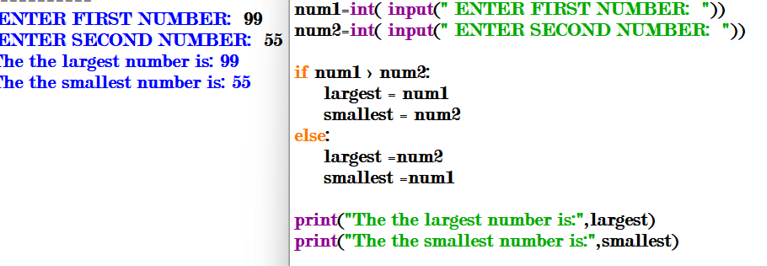 ENTER FIRST NUMBER: 99
ENTER SECOND NUMBER: 55
The the largest number is: 99
The the smallest number is: 55
num1=int( input(" ENTER FIRST NUMBER: "))
num2=int( input(" ENTER SECOND NUMBER: "))
if num1 > num2:
largest = num1
smallest = num2
else:
largest =num2
smallest =num1
print("The the largest number is:",largest)
print("The the smallest number is:",smallest)